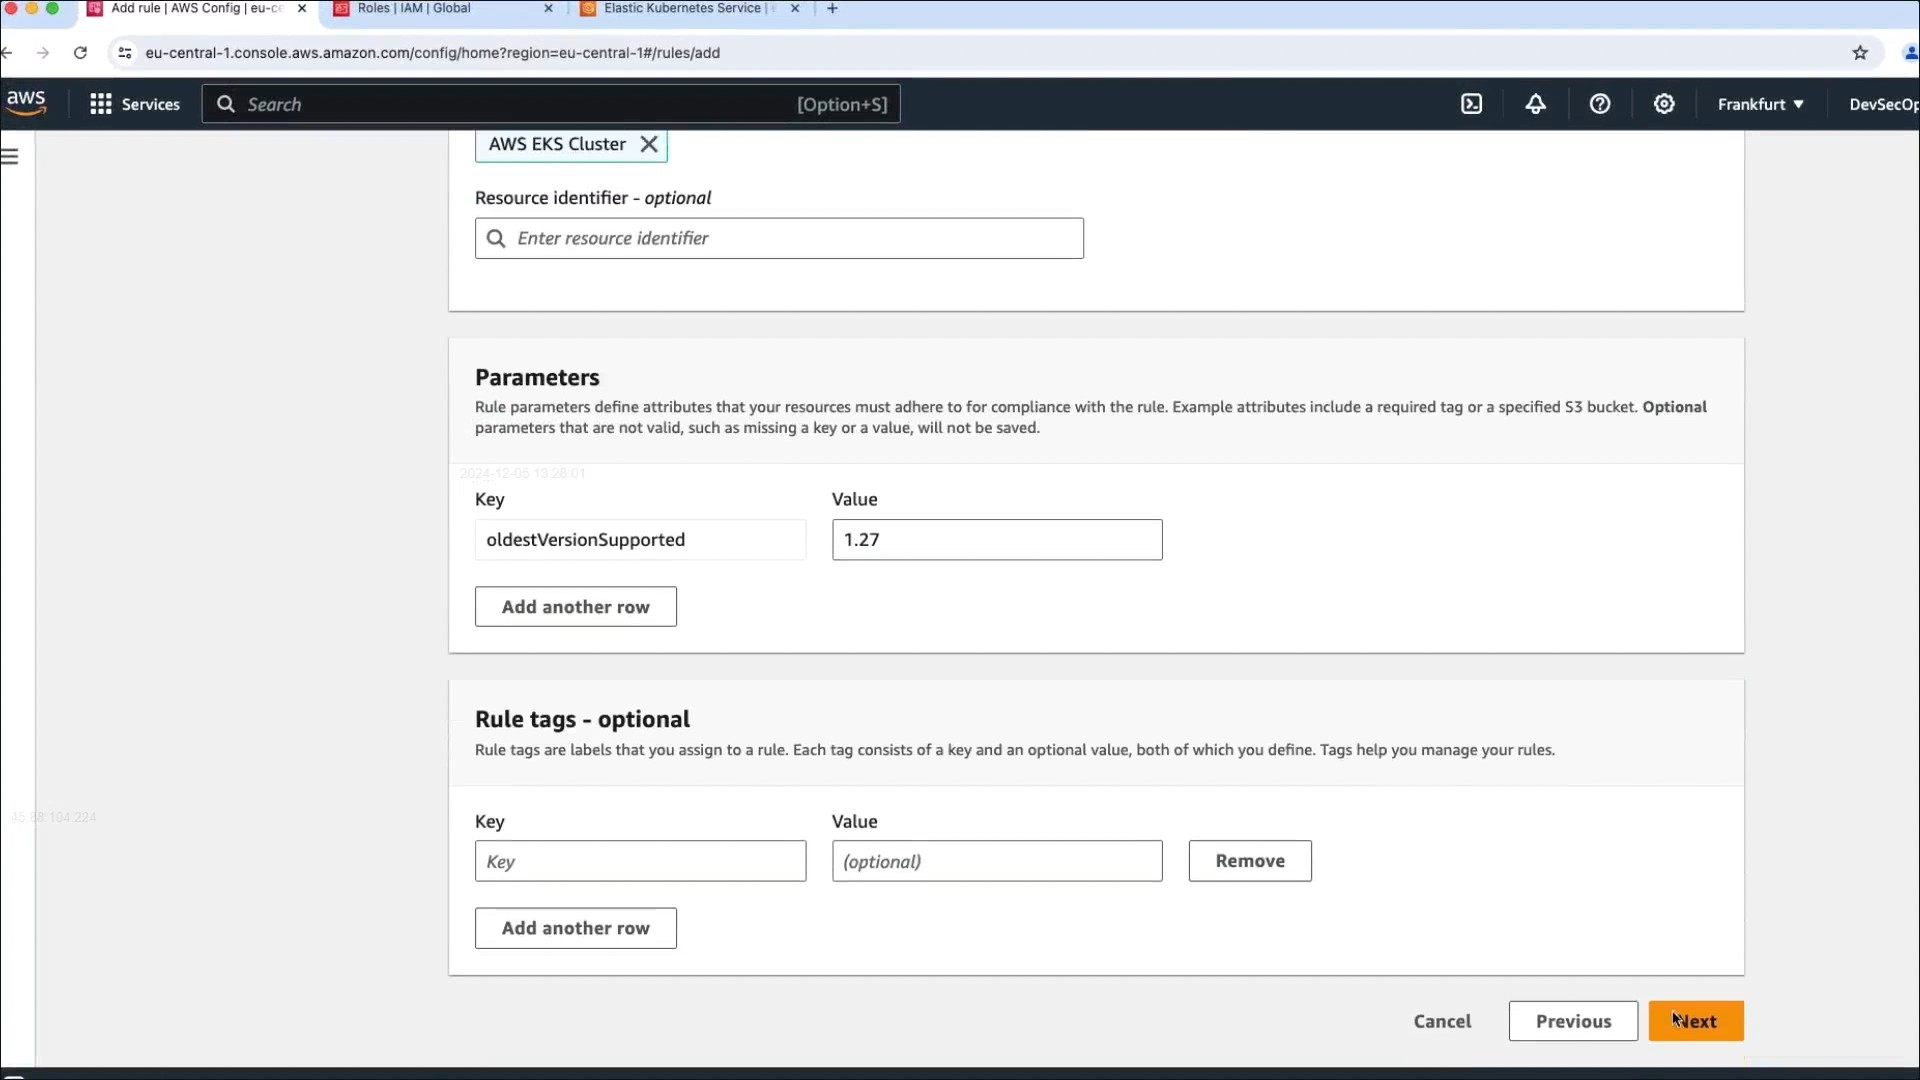 Add rule | AWS Config | eu-ce
Roles | IAM | Global
Elastic Kubernetes Service |
eu-central-1.console.aws.amazon.com/config/home?region=eu-central-1#/rules/add
aws
Services
Search
[Option+S]
Frankfurt
DevSecOp
AWS EKS Cluster
Resource identifier - optional
Enter resource identifier
Parameters
Rule parameters define attributes that your resources must adhere to for compliance with the rule. Example attributes include a required tag or a specified S3 bucket. Optional
parameters that are not valid, such as missing a key or a value, will not be saved.
2024-12-05 13:28:01
Key
Value
oldestVersionSupported
1.27
Add another row
Rule tags - optional
Rule tags are labels that you assign to a rule. Each tag consists of a key and an optional value, both of which you define. Tags help you manage your rules.
45.88.104.224
Key
Value
Key
(optional)
Remove
Add another row
Cancel
Previous
Next